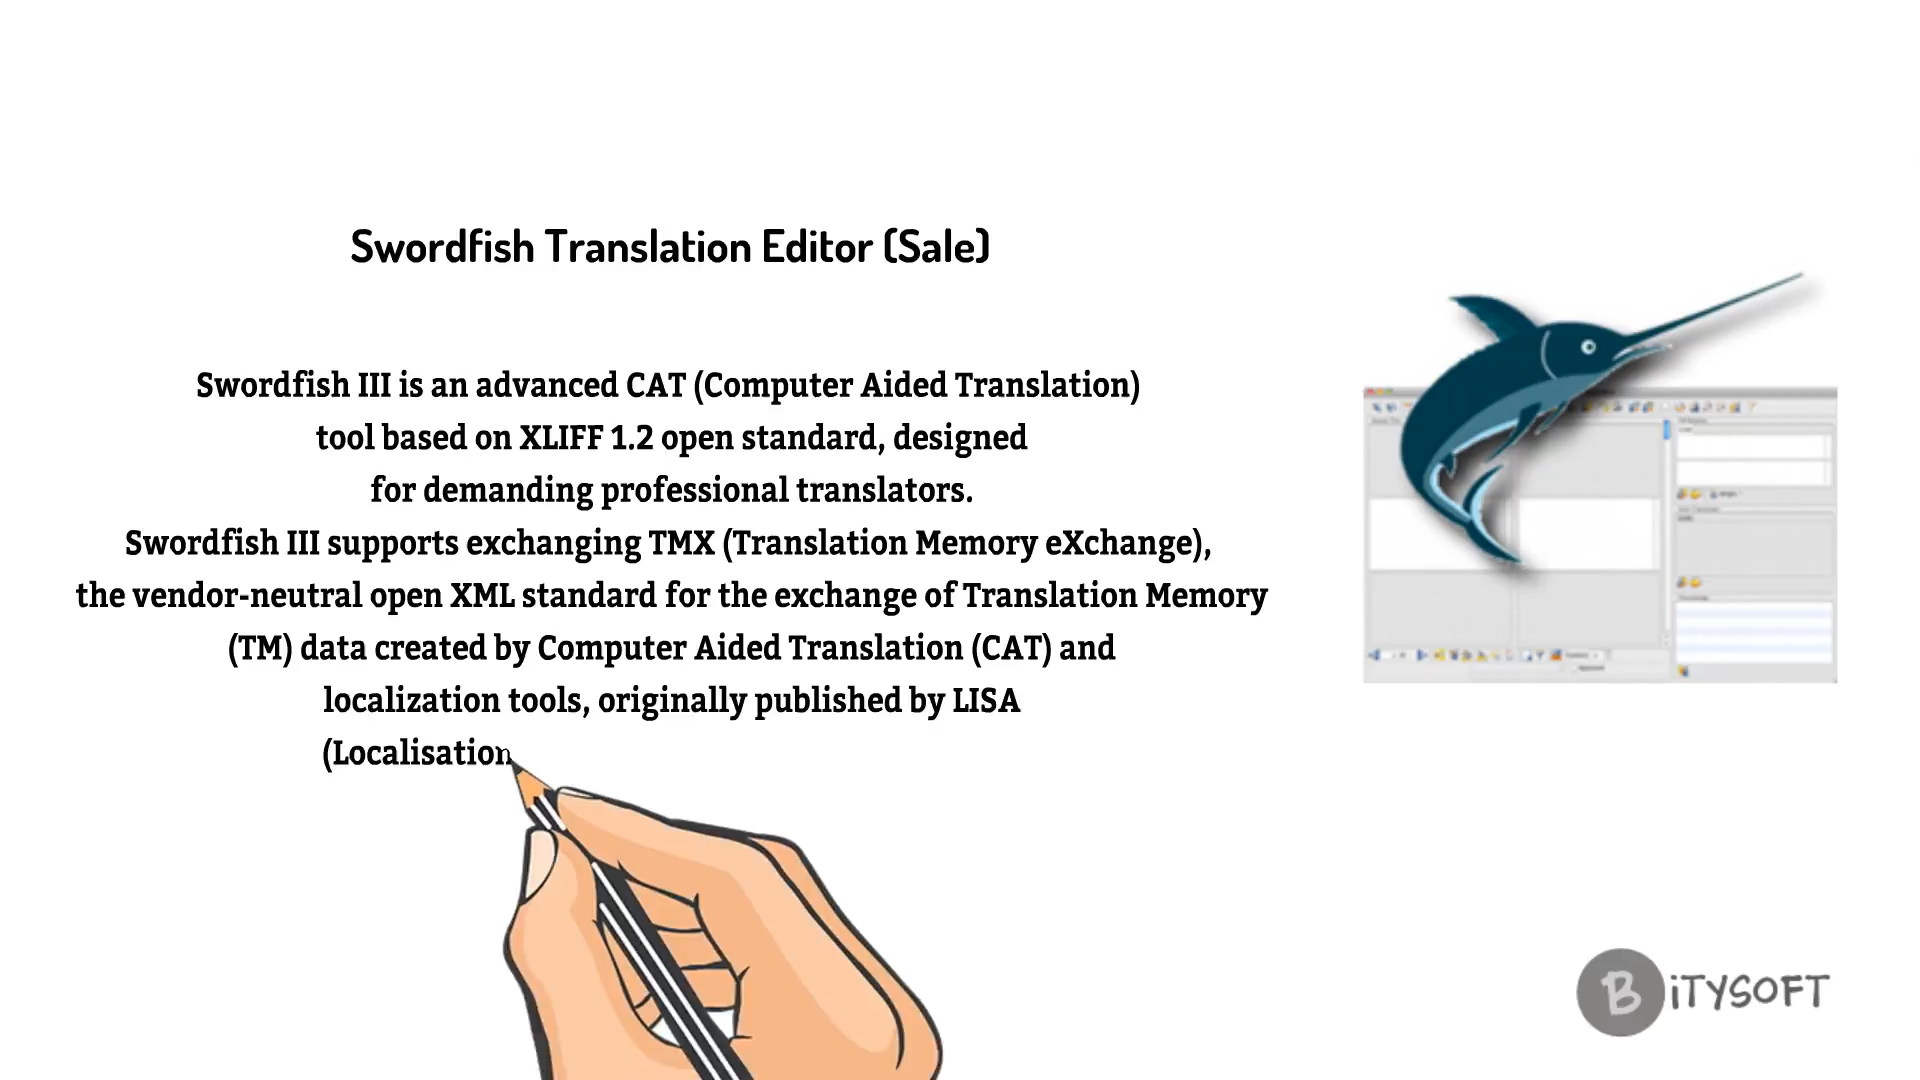 Swordfish Translation Editor (Sale)
Swordfish III is an advanced CAT (Computer Aided Translation)
tool based on XLIFF 1.2 open standard, designed
for demanding professional translators.
Swordfish III supports exchanging TMX (Translation Memory eXchange),
the vendor-neutral open XML standard for the exchange of Translation Memory
(TM) data created by Computer Aided Translation (CAT) and
localization tools, originally published by LISA
(Localisation
BiTYSOFT